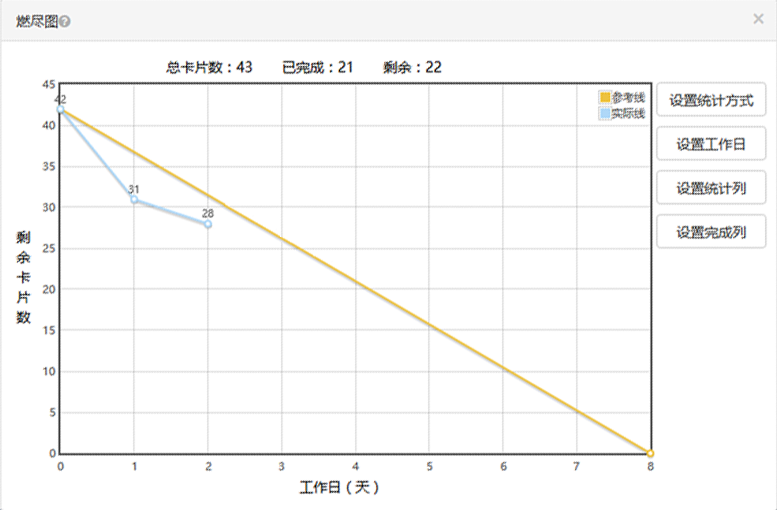 燃尽图
总卡片数：43 已完成：21 剩余：22
参考线
实际线
设置统计方式
设置工作日
设置统计列
设置完成列
剩余卡片数
45
40
35
30
25
20
15
10
5
0
42
31
28
0 1 2 3 4 5 6 7 8
工作日（天）